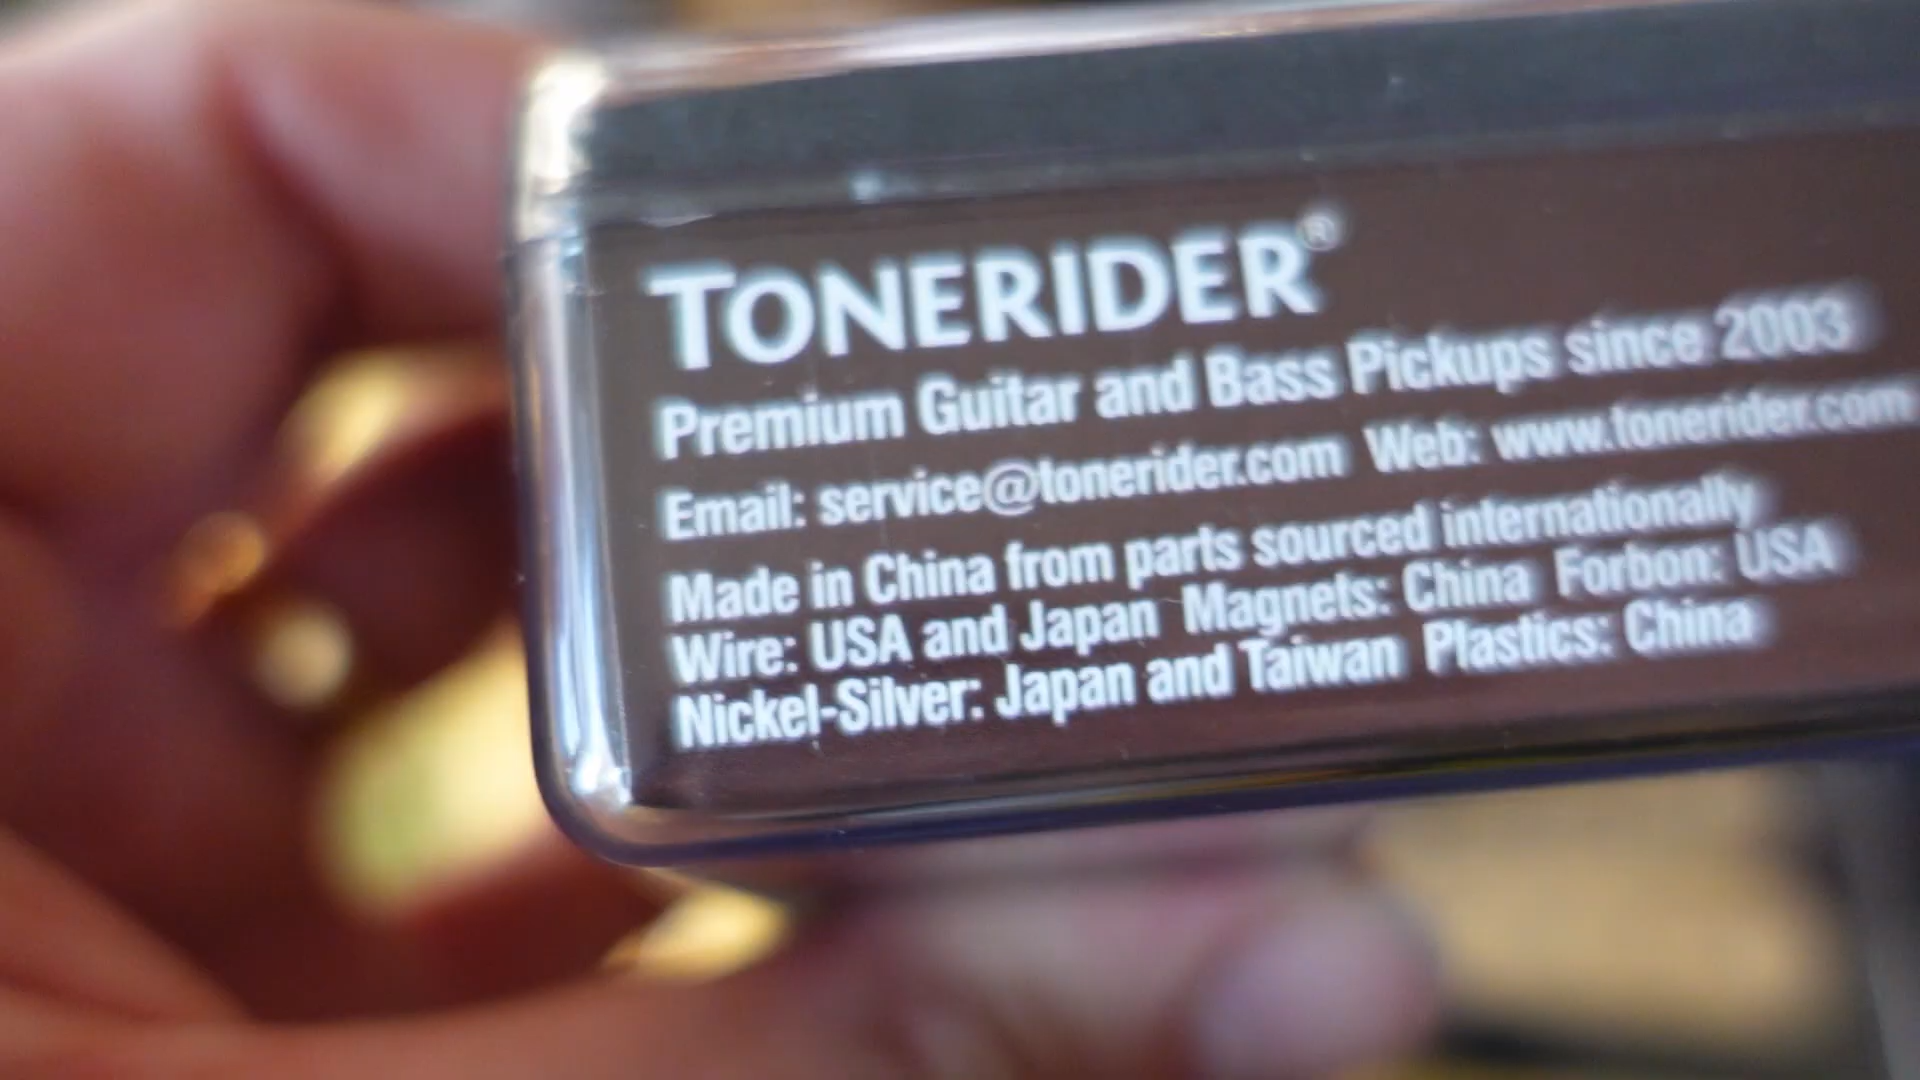 TONERIDER®
Premium Guitar and Bass Pickups since 2003
Email: service@tonerider.com Web: www.tonerider.com
Made in China from parts sourced internationally
Wire: USA and Japan Magnets: China Forbon: USA
Nickel-Silver: Japan and Taiwan Plastics: China